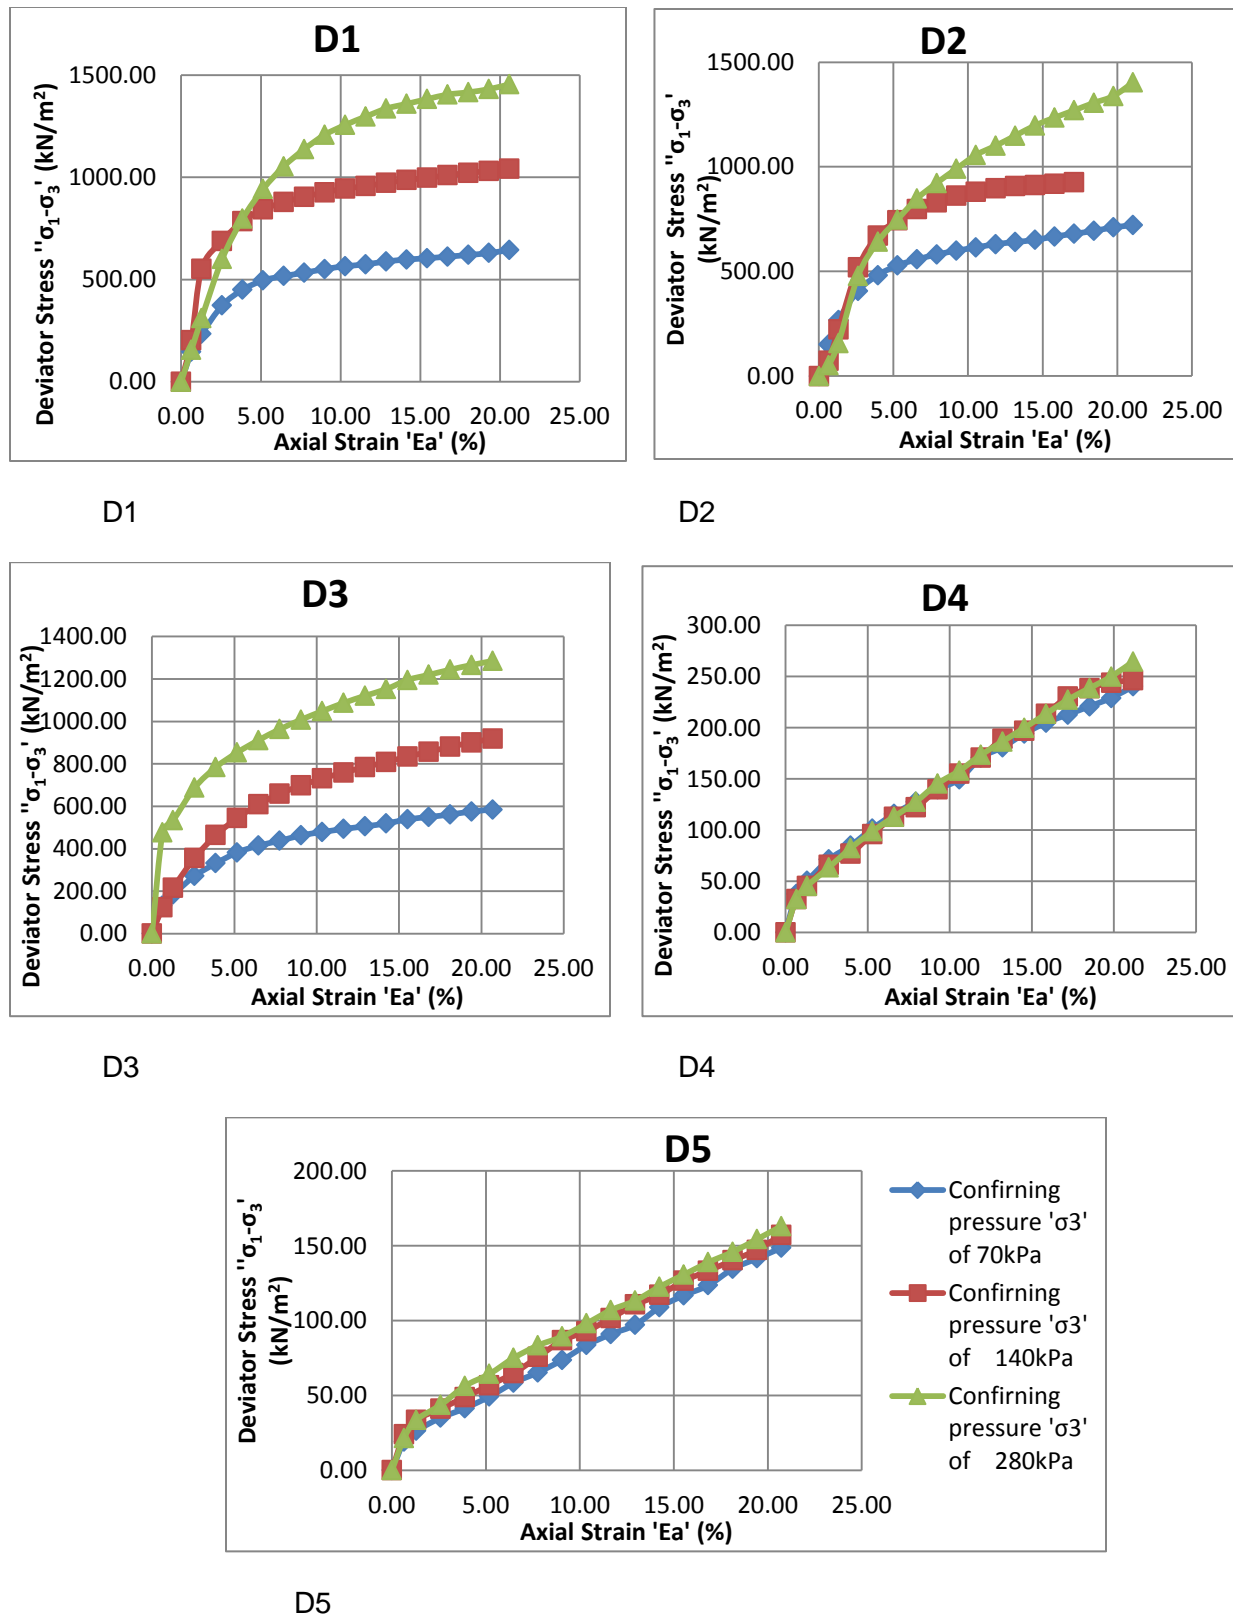 D1
Deviator Stress "σ1-σ3' (kN/m²)
1500.00
1000.00
500.00
0.00
0.00 5.00 10.00 15.00 20.00 25.00
Axial Strain 'Ea' (%)
D2
Deviator Stress "σ1-σ3'
(kN/m²)
1500.00
1000.00
500.00
0.00
0.00 5.00 10.00 15.00 20.00 25.00
Axial Strain 'Ea' (%)
D1
D2
D3
Deviator Stress "σ1-σ3' (kN/m²)
1400.00
1200.00
1000.00
800.00
600.00
400.00
200.00
0.00
0.00 5.00 10.00 15.00 20.00 25.00
Axial Strain 'Ea' (%)
D4
Deviator Stress "σ1-σ3' (kN/m²)
300.00
250.00
200.00
150.00
100.00
50.00
0.00
0.00 5.00 10.00 15.00 20.00 25.00
Axial Strain 'Ea' (%)
D3
D4
D5
Deviator Stress "σ1-σ3'
(kN/m²)
200.00
150.00
100.00
50.00
0.00
0.00 5.00 10.00 15.00 20.00 25.00
Axial Strain 'Ea' (%)
Confirning
pressure 'σ3'
of 70kPa
Confirning
pressure 'σ3'
of 140kPa
Confirning
pressure 'σ3'
of 280kPa
D5